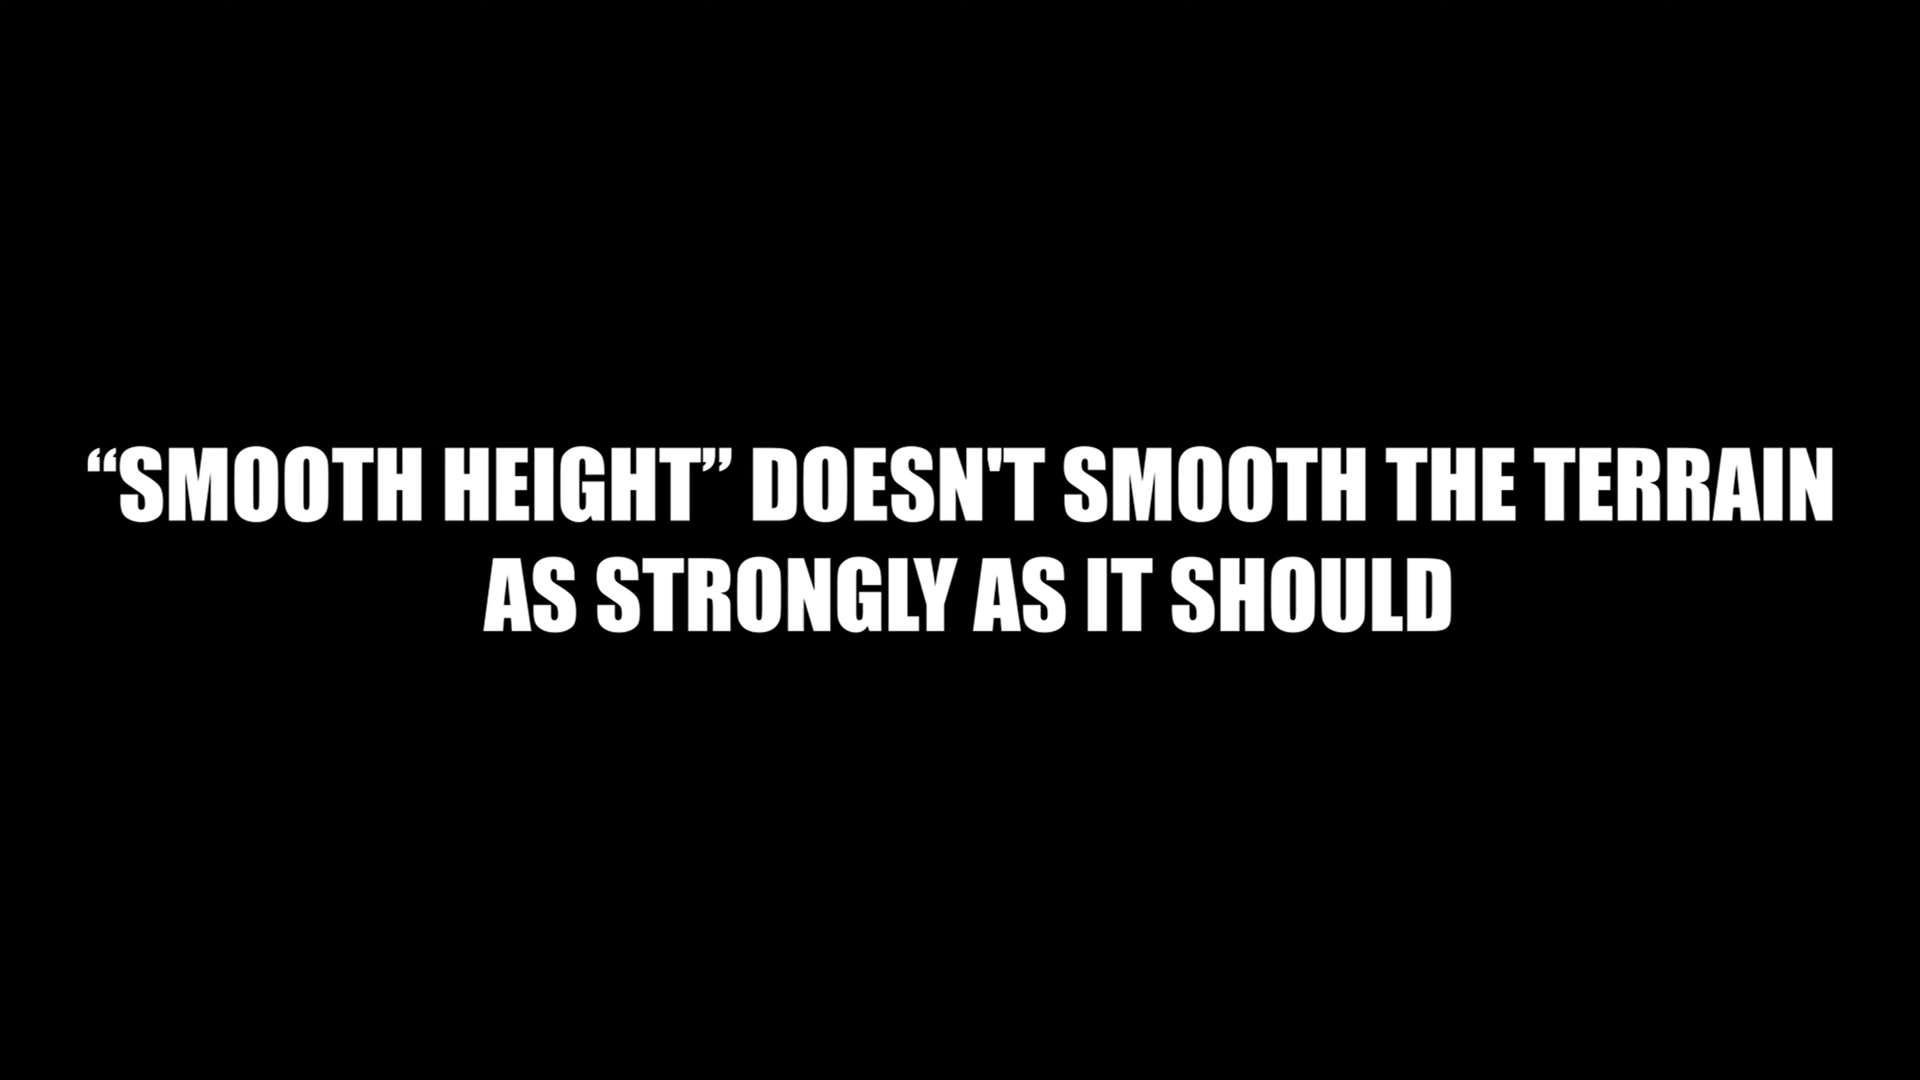 “SMOOTH HEIGHT” DOESN'T SMOOTH THE TERRAIN
AS STRONGLY AS IT SHOULD